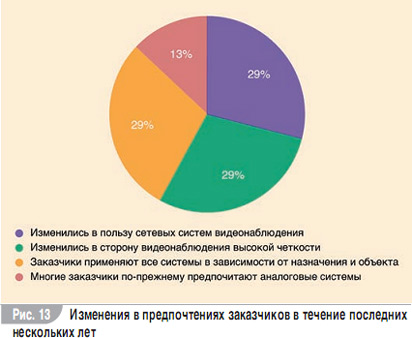 13%
29%
29%
29%
Изменились в пользу сетевых систем видеонаблюдения
Изменились в сторону видеонаблюдения высокой четкости
Заказчики применяют все системы в зависимости от назначения и объекта
Многие заказчики по-прежнему предпочитают аналоговые системы
Рис. 13 Изменения в предпочтениях заказчиков в течение последних
нескольких лет